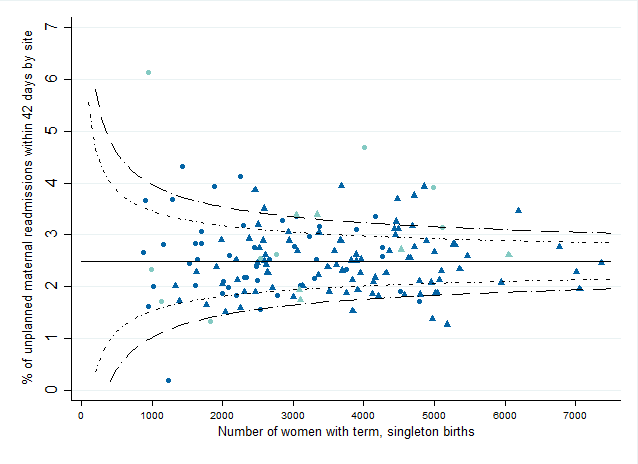 % of unplanned maternal readmissions within 42 days by site
7
6
5
4
3
2
1
0
0 1000 2000 3000 4000 5000 6000 7000
Number of women with term, singleton births